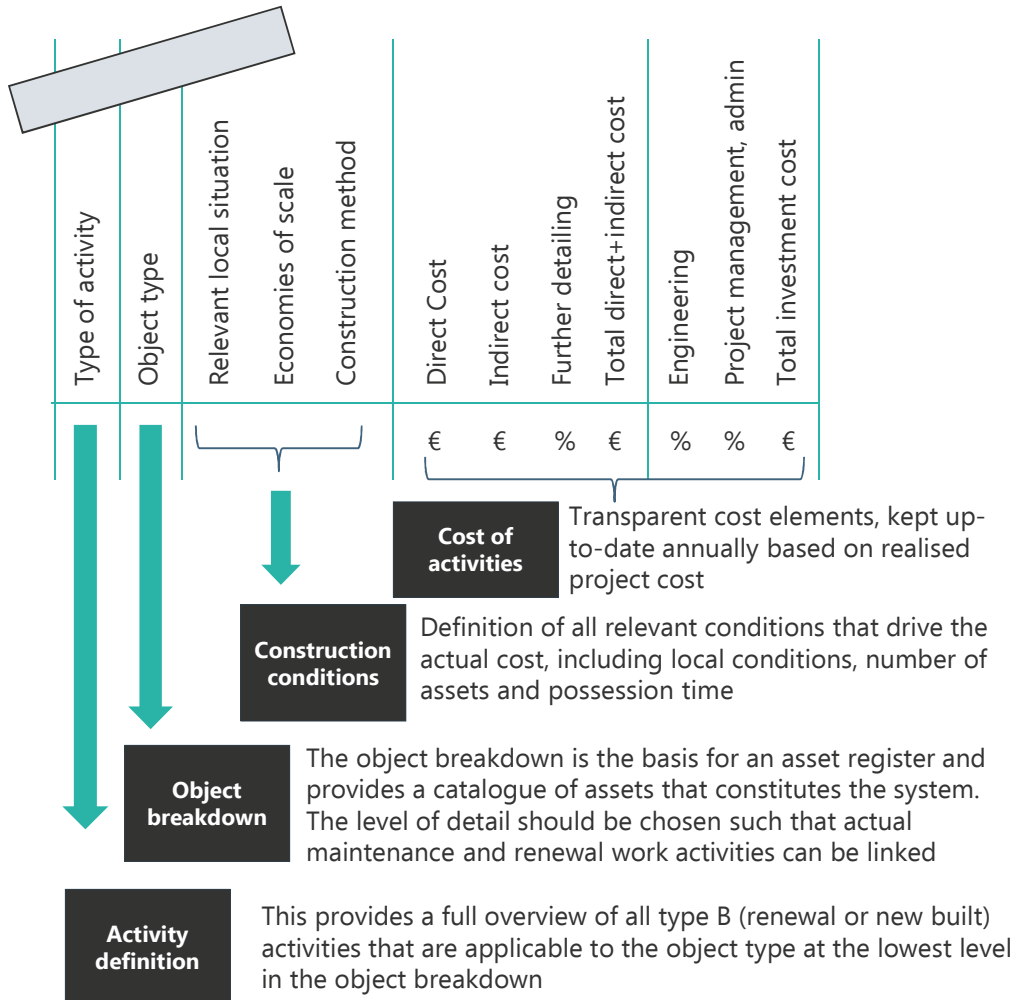 Type of activity
Object type
Relevant local situation
Economies of scale
Construction method
Direct Cost
Indirect cost
Further detailing
Total direct+indirect cost
Engineering
Project management, admin
Total investment cost
€ € % € % % €
Cost of
activities
Transparent cost elements, kept up-
to-date annually based on realised
project cost
Construction
conditions
Definition of all relevant conditions that drive the
actual cost, including local conditions, number of
assets and possession time
Object
breakdown
The object breakdown is the basis for an asset register and
provides a catalogue of assets that constitutes the system.
The level of detail should be chosen such that actual
maintenance and renewal work activities can be linked
Activity
definition
This provides a full overview of all type B (renewal or new built)
activities that are applicable to the object type at the lowest level
in the object breakdown